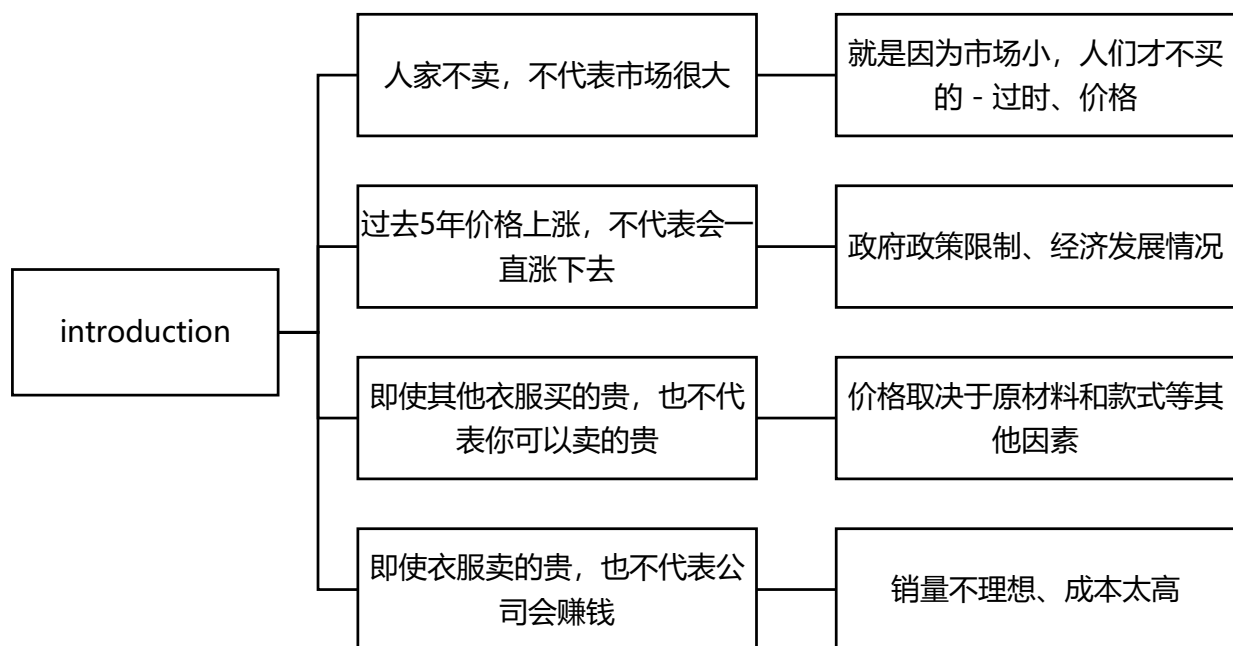 introduction
人家不卖，不代表市场很大
就是因为市场小，人们才不买
的 - 过时、价格
过去5年价格上涨，不代表会一
直涨下去
政府政策限制、经济发展情况
即使其他衣服买的贵，也不代
表你可以卖的贵
价格取决于原材料和款式等其
他因素
即使衣服卖的贵，也不代表公
司会赚钱
销量不理想、成本太高